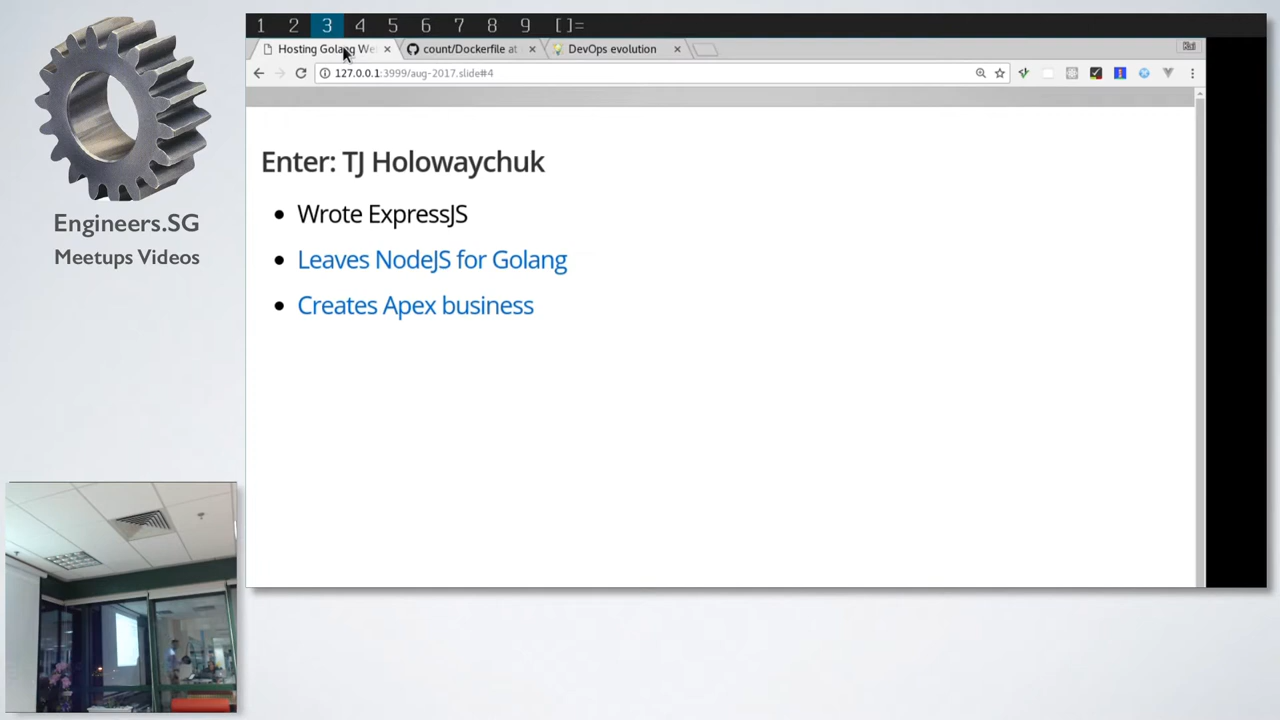 1 2 3 4 5 6 7 8 9 []=
Hosting Golang We
count/Dockerfile at
DevOps evolution
127.0.0.1:3999/aug-2017.slide#4
Enter: TJ Holowaychuk
Wrote ExpressJS
Leaves NodeJS for Golang
Creates Apex business
Engineers.SG
Meetups Videos